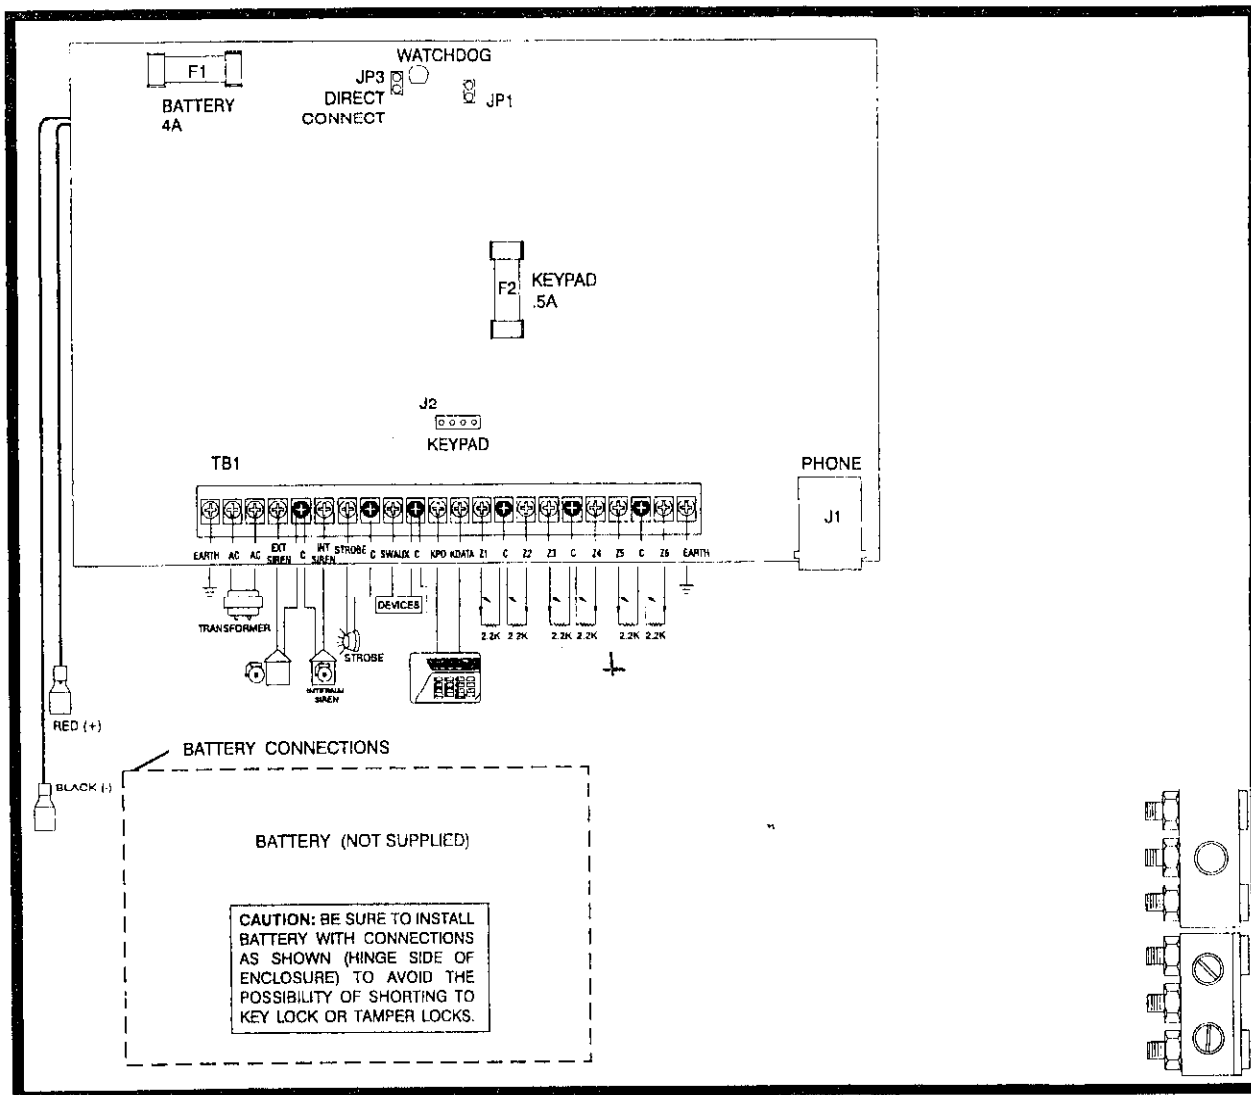 WATCHDOG
F1
JP3
DIRECT
CONNECT
JP1
BATTERY
4A
F2
KEYPAD
.5A
J2
KEYPAD
TB1
PHONE
J1
EARTH AC AC EXT SIREN C INT SIREN STROBE C SWAUX C KPD KDATA Z1 C Z2 Z3 C Z4 Z5 C Z6 EARTH
DEVICES
TRANSFORMER
2.2K 2.2K 2.2K 2.2K 2.2K 2.2K
STROBE
INTERNAL
SIREN
RED (+)
BATTERY CONNECTIONS
BLACK (-)
BATTERY (NOT SUPPLIED)
CAUTION: BE SURE TO INSTALL
BATTERY WITH CONNECTIONS
AS SHOWN (HINGE SIDE OF
ENCLOSURE) TO AVOID THE
POSSIBILITY OF SHORTING TO
KEY LOCK OR TAMPER LOCKS.